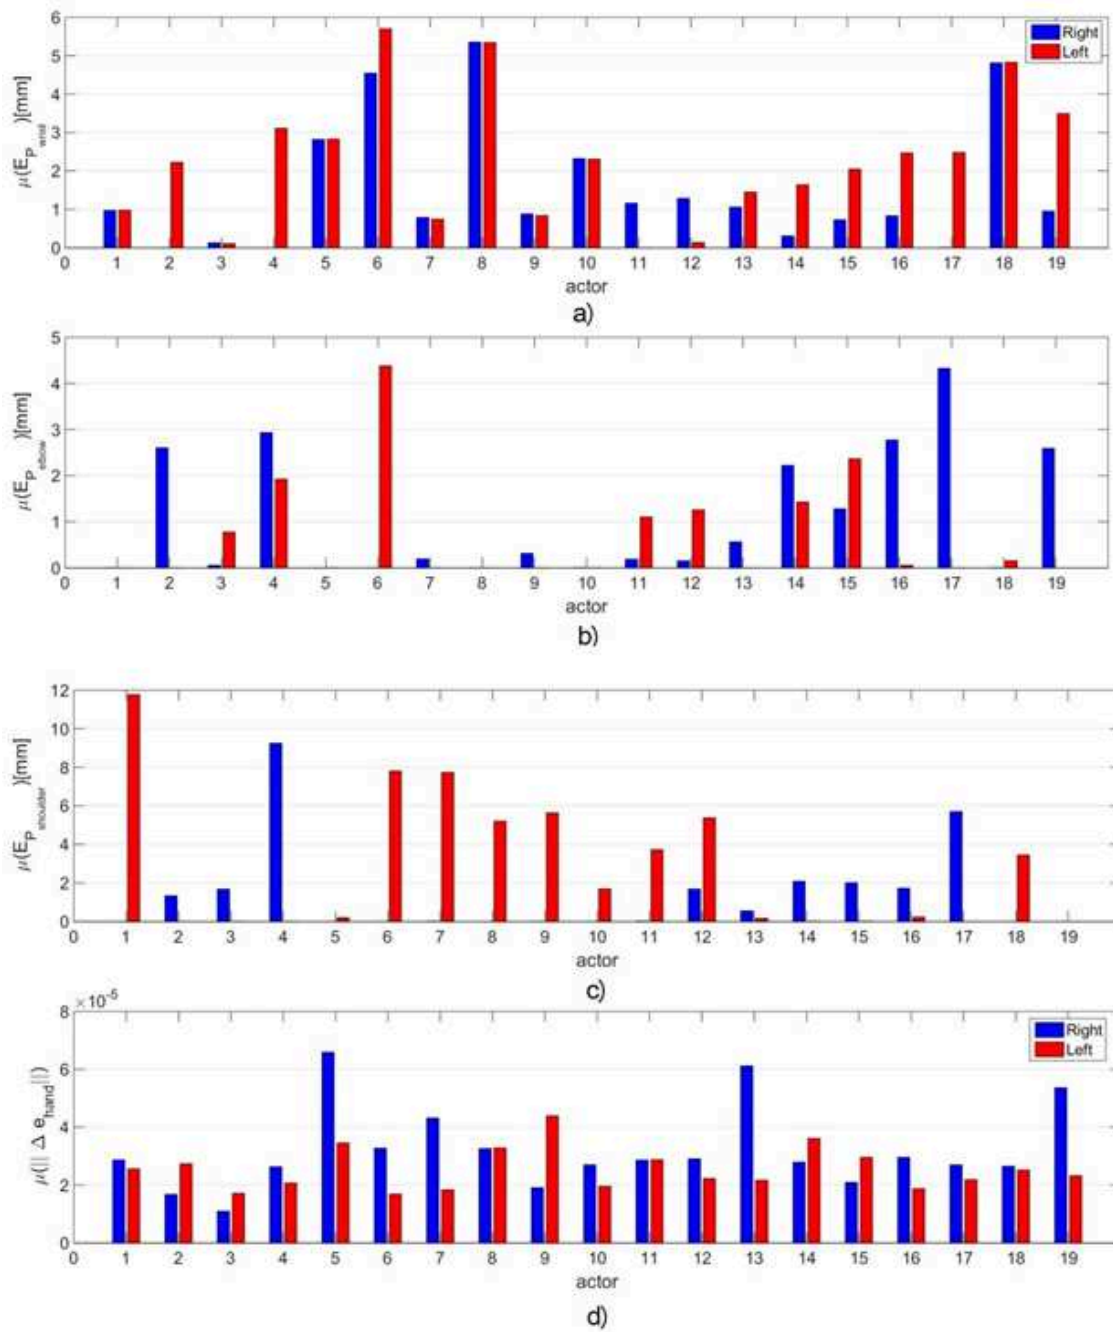 6
5
4
3
2
1
0
μ(E_P_wrist)[mm]
Right
Left
0 1 2 3 4 5 6 7 8 9 10 11 12 13 14 15 16 17 18 19
actor
a)
5
4
3
2
1
0
μ(E_P_elbow)[mm]
0 1 2 3 4 5 6 7 8 9 10 11 12 13 14 15 16 17 18 19
actor
b)
12
10
8
6
4
2
0
μ(E_P_shoulder)[mm]
0 1 2 3 4 5 6 7 8 9 10 11 12 13 14 15 16 17 18 19
actor
c)
×10⁻⁵
8
6
4
2
0
μ(|| Δ e_hand||)
Right
Left
0 1 2 3 4 5 6 7 8 9 10 11 12 13 14 15 16 17 18 19
actor
d)